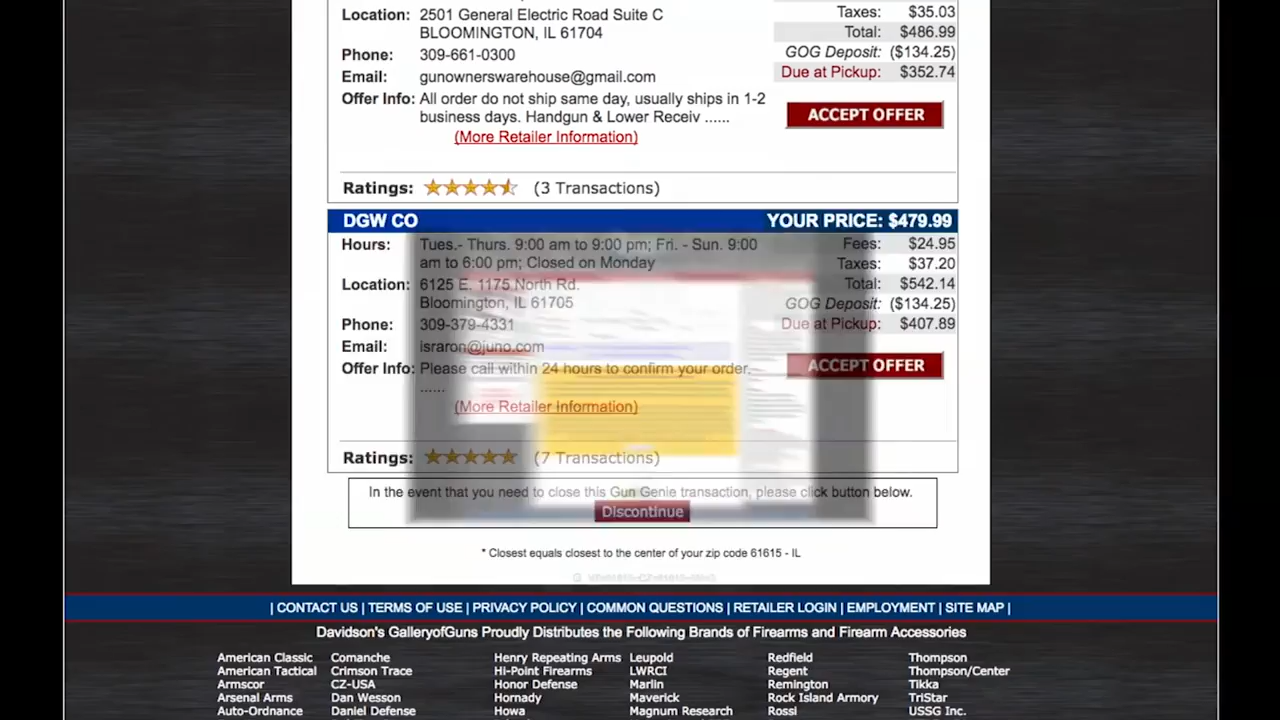 Location: 2501 General Electric Road Suite C
BLOOMINGTON, IL 61704
Phone: 309-661-0300
Email: gunownerswarehouse@gmail.com
Offer Info: All order do not ship same day, usually ships in 1-2
business days. Handgun & Lower Receiv ......
(More Retailer Information)
Taxes: $35.03
Total: $486.99
GOG Deposit: ($134.25)
Due at Pickup: $352.74
ACCEPT OFFER
Ratings: (3 Transactions)
DGW CO YOUR PRICE: $479.99
Hours: Tues.- Thurs. 9:00 am to 9:00 pm; Fri. - Sun. 9:00
am to 6:00 pm; Closed on Monday
Location: 6125 E. 1175 North Rd.
Bloomington, IL 61705
Phone: 309-379-4331
Email: israron@juno.com
Offer Info: Please call within 24 hours to confirm your order.
......
(More Retailer Information)
Fees: $24.95
Taxes: $37.20
Total: $542.14
GOG Deposit: ($134.25)
Due at Pickup: $407.89
ACCEPT OFFER
Ratings: (7 Transactions)
In the event that you need to close this Gun Genie transaction, please click button below.
Discontinue
* Closest equals closest to the center of your zip code 61615 - IL
| CONTACT US | TERMS OF USE | PRIVACY POLICY | COMMON QUESTIONS | RETAILER LOGIN | EMPLOYMENT | SITE MAP |
Davidson's GalleryofGuns Proudly Distributes the Following Brands of Firearms and Firearm Accessories
American Classic Comanche Henry Repeating Arms Leupold Redfield Thompson
American Tactical Crimson Trace Hi-Point Firearms LWRCI Regent Thompson/Center
Armscor CZ-USA Honor Defense Marlin Remington Tikka
Arsenal Arms Dan Wesson Hornady Maverick Rock Island Armory TriStar
Auto-Ordnance Daniel Defense Howa Magnum Research Rossi USSG Inc.